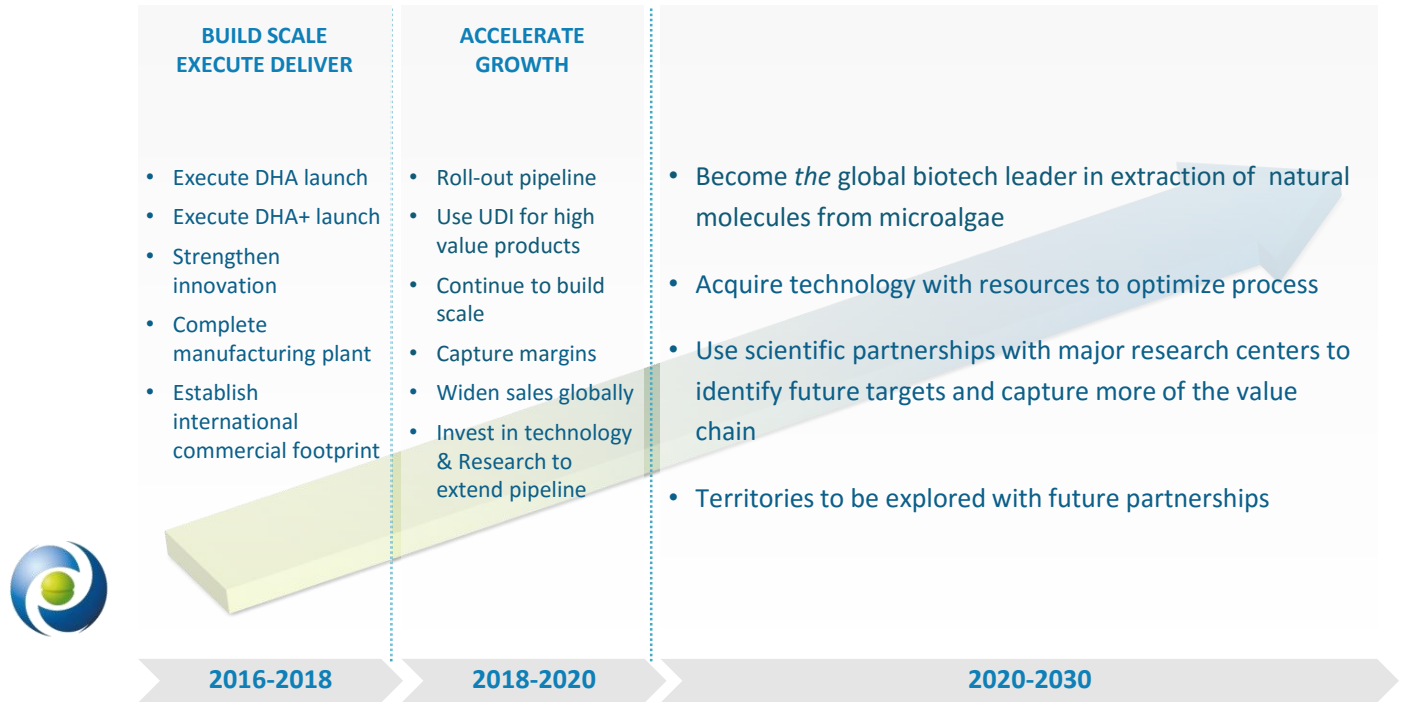 BUILD SCALE
EXECUTE DELIVER
• Execute DHA launch
• Execute DHA+ launch
• Strengthen
innovation
• Complete
manufacturing plant
• Establish
international
commercial footprint
ACCELERATE
GROWTH
• Roll-out pipeline
• Use UDI for high
value products
• Continue to build
scale
• Capture margins
• Widen sales globally
• Invest in technology
& Research to
extend pipeline
• Become the global biotech leader in extraction of natural
molecules from microalgae
• Acquire technology with resources to optimize process
• Use scientific partnerships with major research centers to
identify future targets and capture more of the value
chain
• Territories to be explored with future partnerships
2016-2018
2018-2020
2020-2030